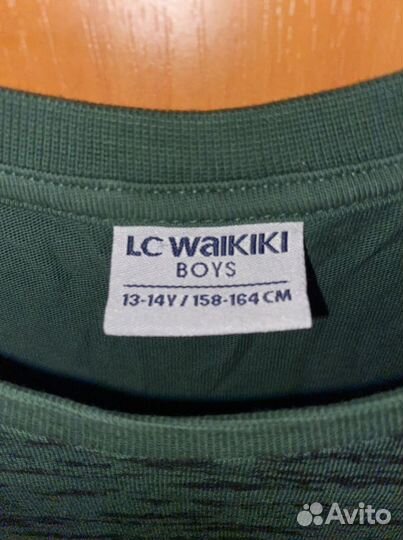 LC WAIKIKI
BOYS
13-14Y / 158-164 CM
Avito